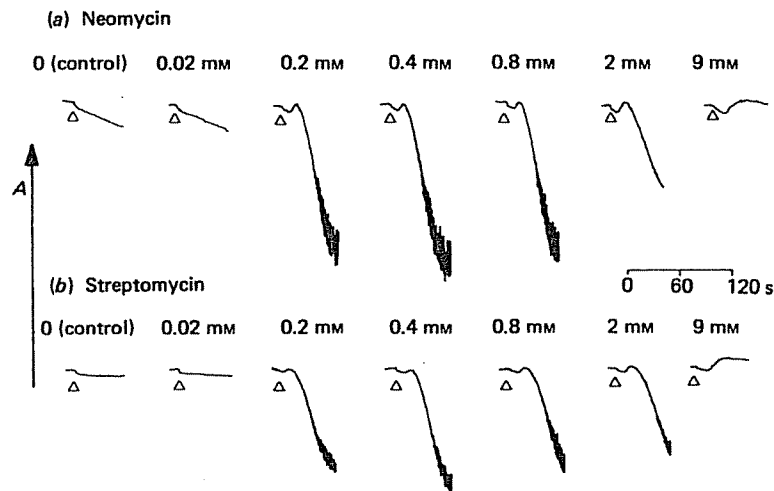 (a) Neomycin
0 (control) 0.02 mM 0.2 mM 0.4 mM 0.8 mM 2 mM 9 mM
A
0 60 120 s
(b) Streptomycin
0 (control) 0.02 mM 0.2 mM 0.4 mM 0.8 mM 2 mM 9 mM